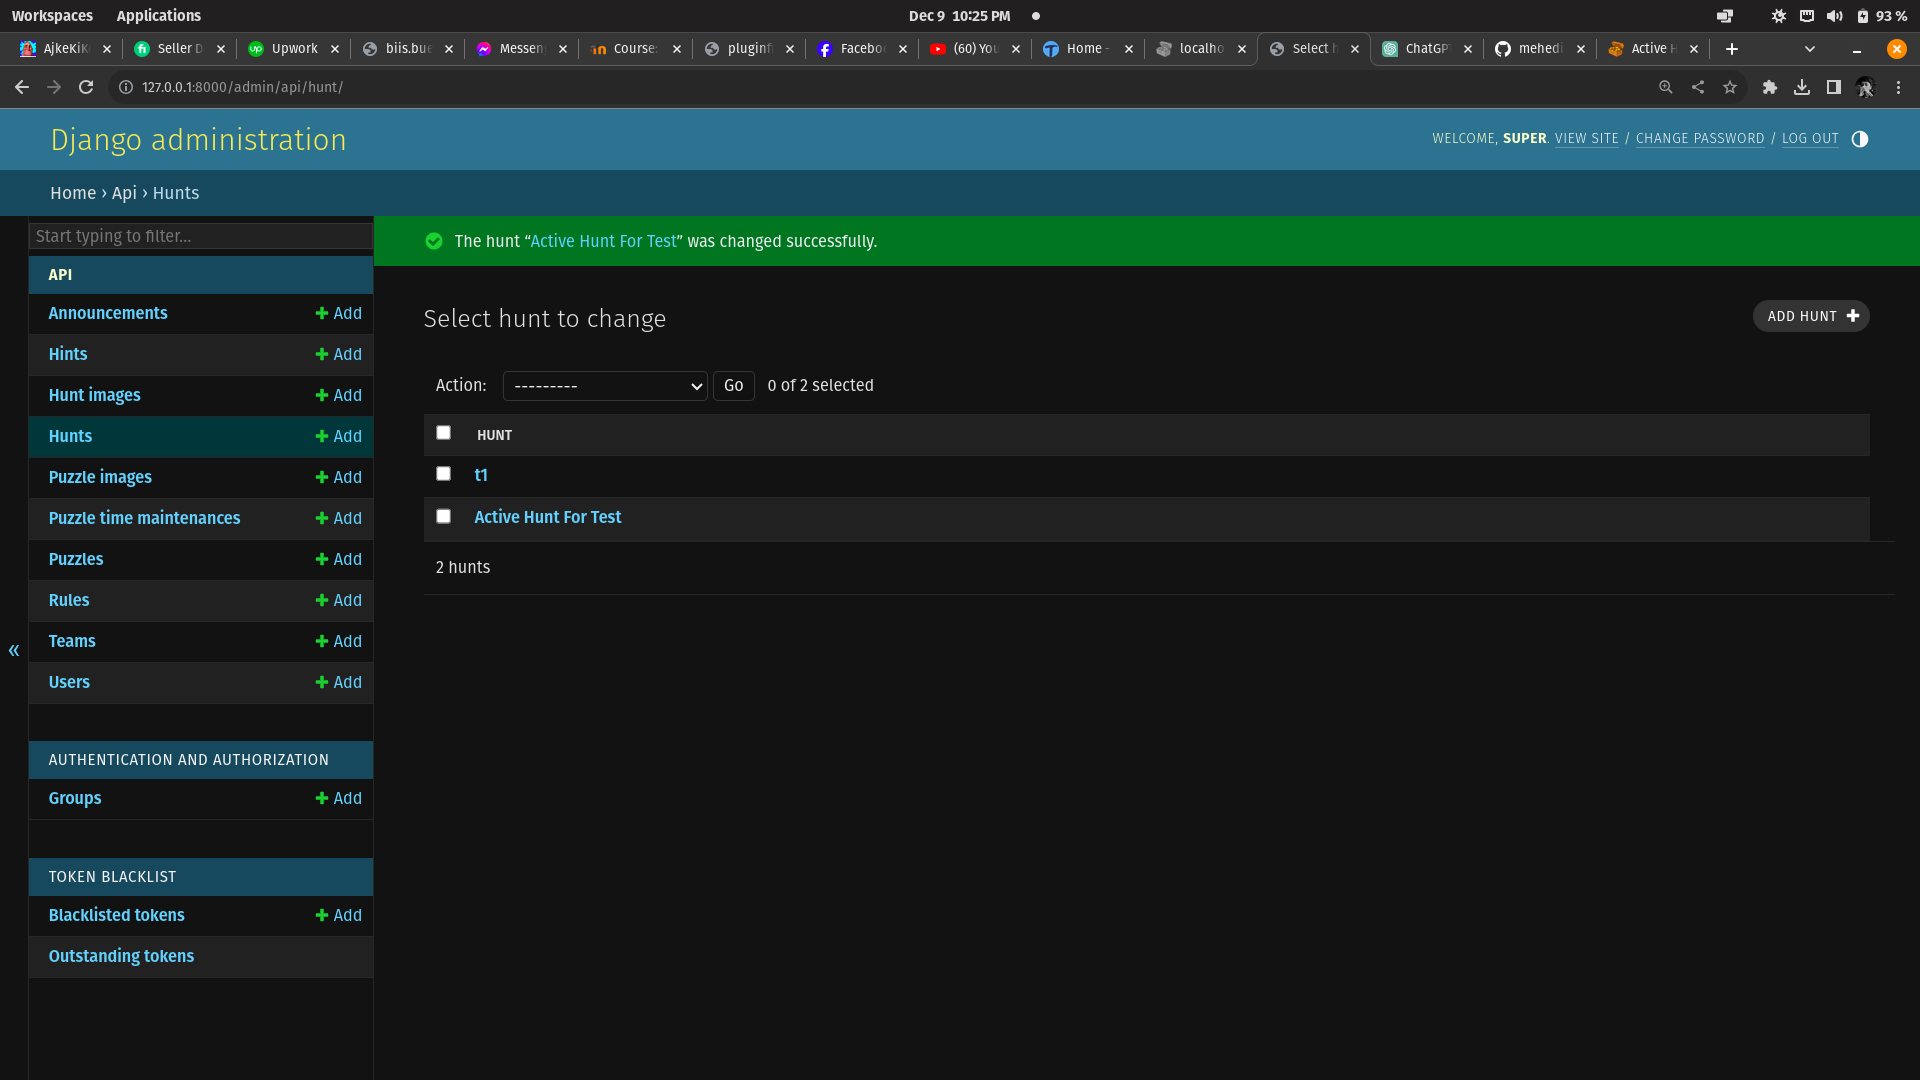 Workspaces Applications Dec 9 10:25 PM 93 %
AjkeKiK Seller D Upwork biis.bue Messen Course: pluginf Facebo (60) You Home - localho Select h ChatGP mehedi Active H
127.0.0.1:8000/admin/api/hunt/
Django administration
WELCOME, SUPER. VIEW SITE / CHANGE PASSWORD / LOG OUT
Home › Api › Hunts
Start typing to filter...
API
Announcements Add
Hints Add
Hunt images Add
Hunts Add
Puzzle images Add
Puzzle time maintenances Add
Puzzles Add
Rules Add
Teams Add
Users Add
AUTHENTICATION AND AUTHORIZATION
Groups Add
TOKEN BLACKLIST
Blacklisted tokens Add
Outstanding tokens
«
The hunt “Active Hunt For Test” was changed successfully.
Select hunt to change
ADD HUNT
Action: --------- Go 0 of 2 selected
HUNT
t1
Active Hunt For Test
2 hunts